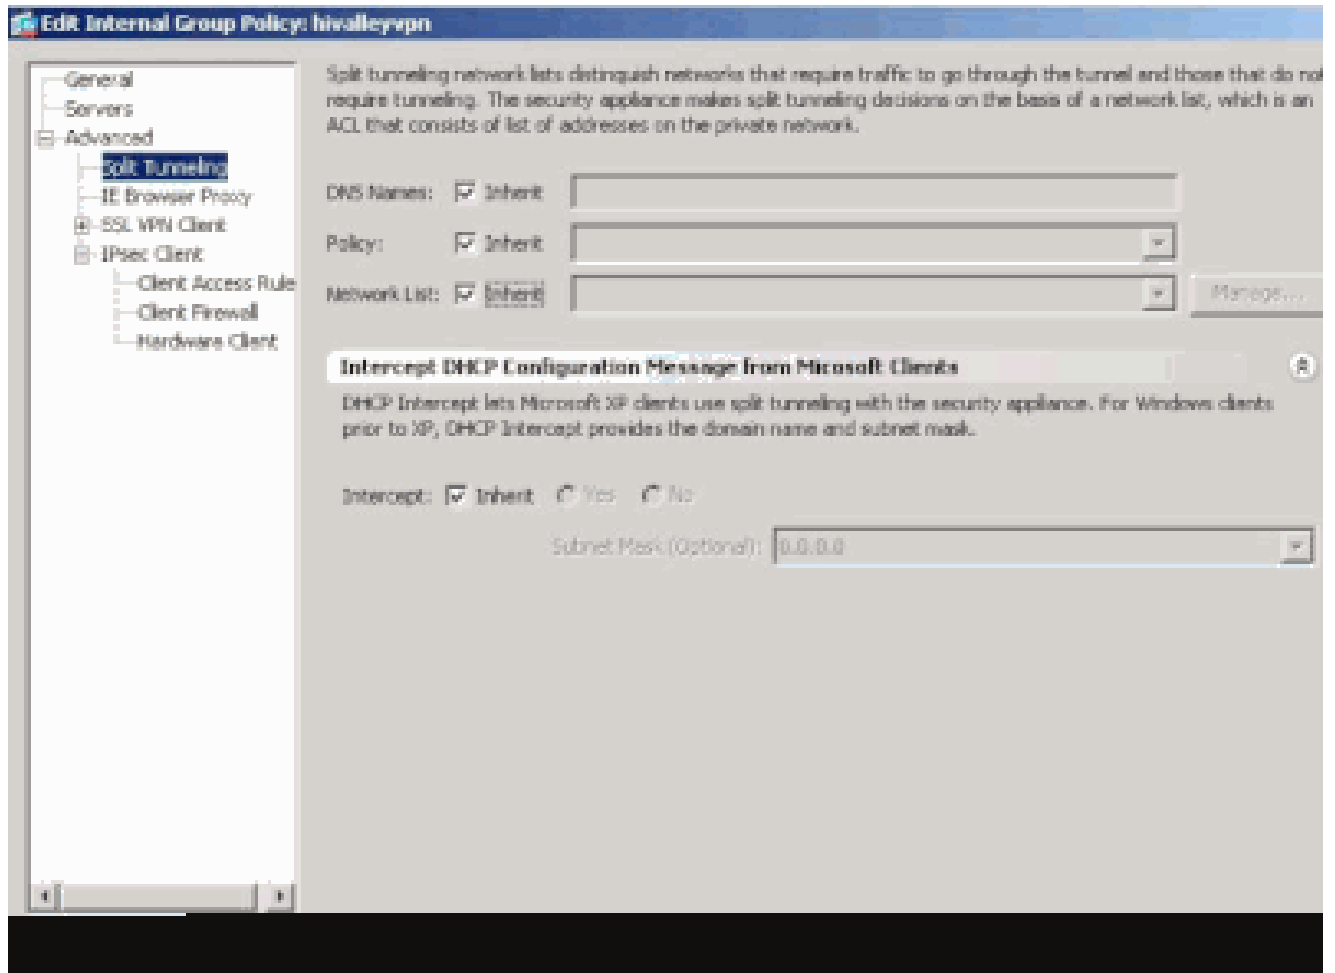 Edit Internal Group Policy: hivalleyvpn
General
Servers
Advanced
Split Tunneling
IE Browser Proxy
SSL VPN Client
IPsec Client
Client Access Rule
Client Firewall
Hardware Client
Split tunneling network lists distinguish networks that require traffic to go through the tunnel and those that do not
require tunneling. The security appliance makes split tunneling decisions on the basis of a network list, which is an
ACL that consists of list of addresses on the private network.
DNS Names: Inherit
Policy: Inherit
Network List: Inherit Manage...
Intercept DHCP Configuration Message from Micosoft Clients
DHCP Intercept lets Microsoft XP clients use split tunneling with the security appliance. For Windows clients
prior to XP, DHCP Intercept provides the domain name and subnet mask.
Intercept: Inherit Yes No
Subnet Mask (Optional): 0.0.0.0